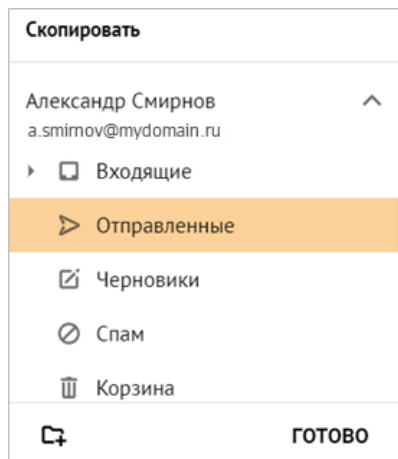 Скопировать
Александр Смирнов
a.smirnov@mydomain.ru
Входящие
Отправленные
Черновики
Спам
Корзина
ГОТОВО